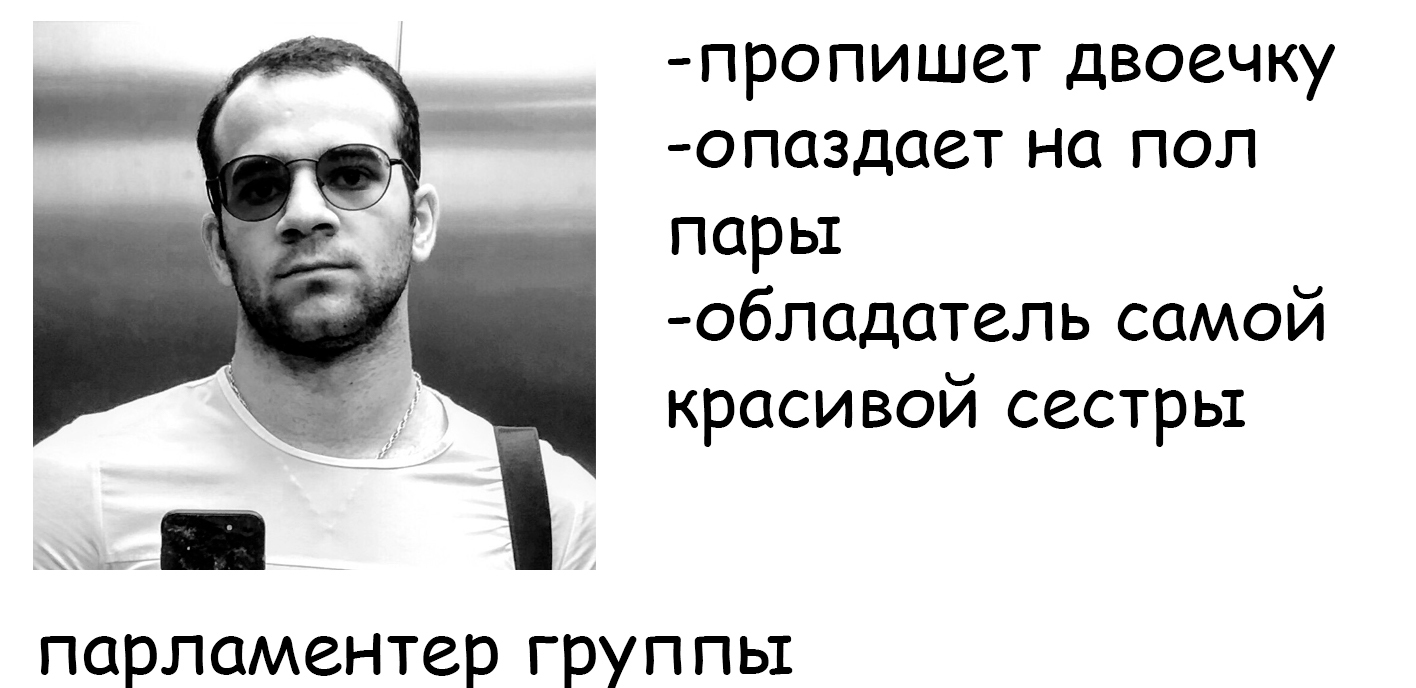 -пропишет двоечку
-опаздает на пол
пары
-обладатель самой
красивой сестры
парламентер группы